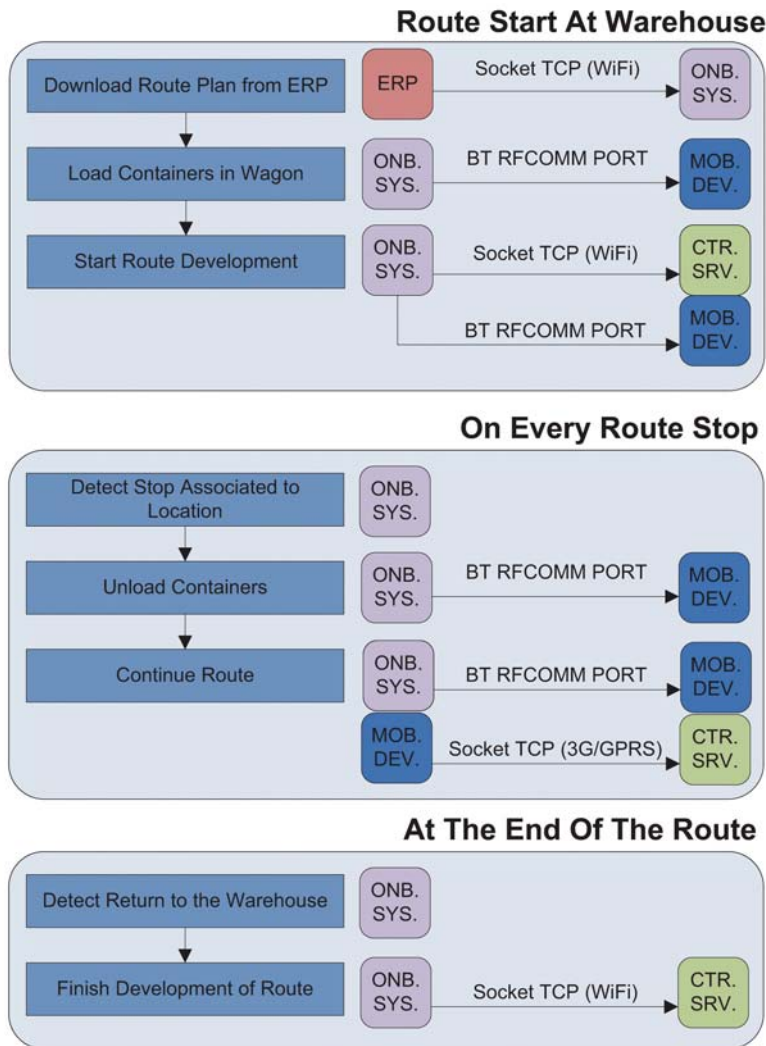 Route Start At Warehouse
Download Route Plan from ERP
ERP
Socket TCP (WiFi)
ONB.
SYS.
Load Containers in Wagon
ONB.
SYS.
BT RFCOMM PORT
MOB.
DEV.
Start Route Development
ONB.
SYS.
Socket TCP (WiFi)
CTR.
SRV.
BT RFCOMM PORT
MOB.
DEV.
On Every Route Stop
Detect Stop Associated to
Location
ONB.
SYS.
Unload Containers
ONB.
SYS.
BT RFCOMM PORT
MOB.
DEV.
Continue Route
ONB.
SYS.
BT RFCOMM PORT
MOB.
DEV.
MOB.
DEV.
Socket TCP (3G/GPRS)
CTR.
SRV.
At The End Of The Route
Detect Return to the Warehouse
ONB.
SYS.
Finish Development of Route
ONB.
SYS.
Socket TCP (WiFi)
CTR.
SRV.